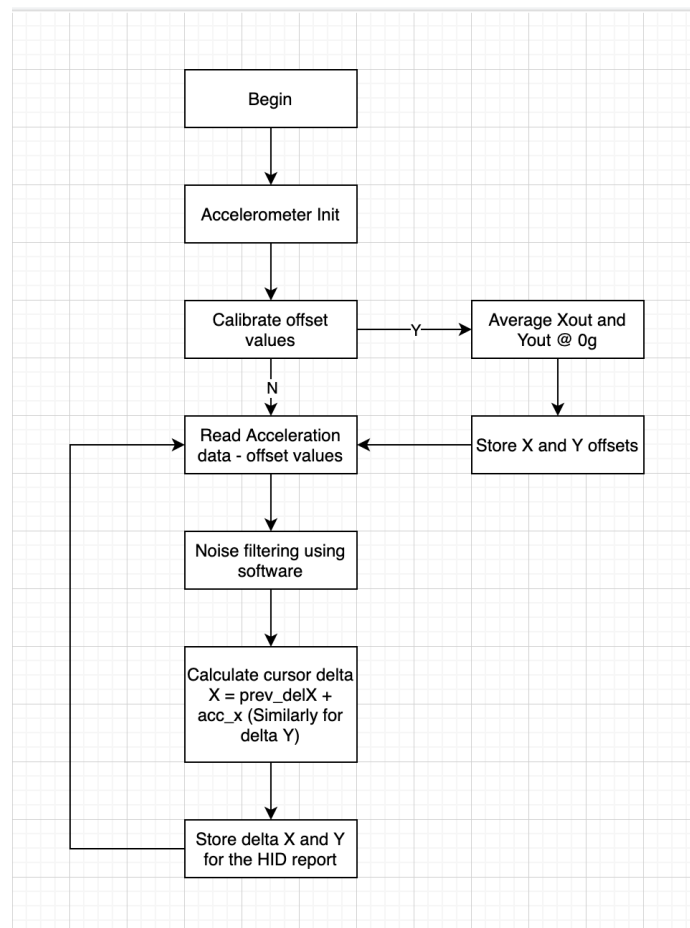 Begin
Accelerometer Init
Calibrate offset
values
Y
Average Xout and
Yout @ 0g
N
Read Acceleration
data - offset values
Store X and Y offsets
Noise filtering using
software
Calculate cursor delta
X = prev_delX +
acc_x (Similarly for
delta Y)
Store delta X and Y
for the HID report